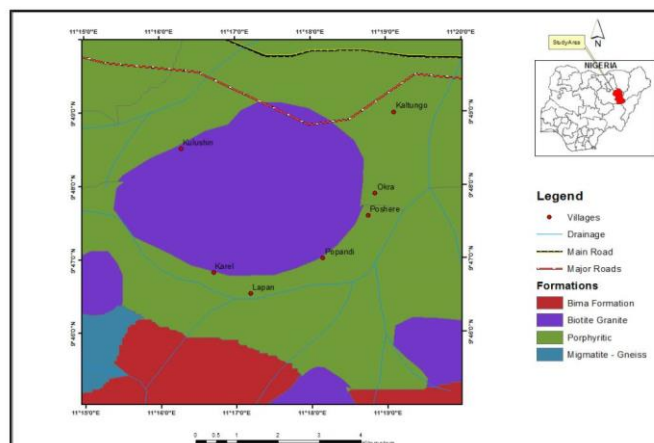 11°15'0"E 11°16'0"E 11°17'0"E 11°18'0"E 11°19'0"E 11°20'0"E
Kaltungo
Kulushin
Okra
Poshere
Popandi
Karel
Lapan
11°15'0"E 11°16'0"E 11°17'0"E 11°18'0"E 11°19'0"E 11°20'0"E
0 0.5 1 2 3 4
N
Study Area
NIGERIA
Legend
Villages
Drainage
Main Road
Major Roads
Formations
Bima Formation
Biotite Granite
Porphyritic
Migmatite - Gneiss